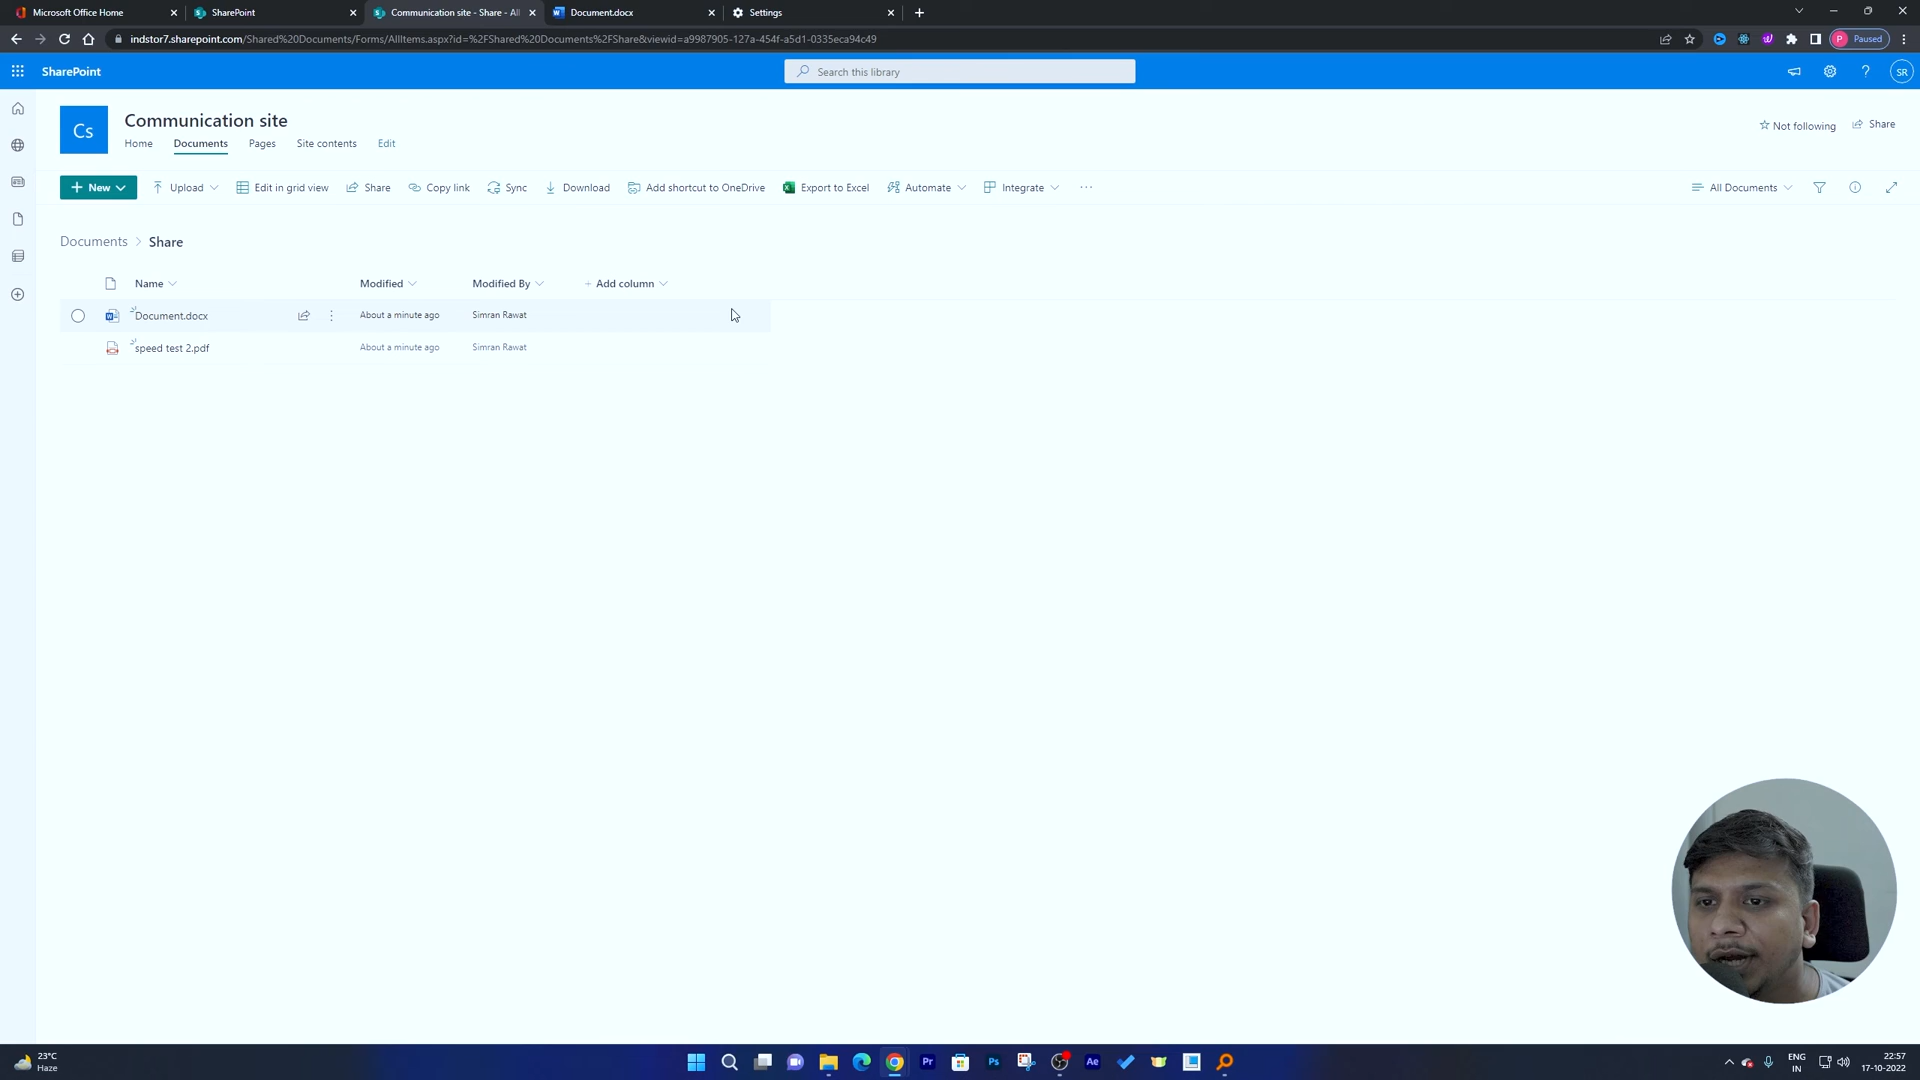 Microsoft Office Home
SharePoint
Communication site - Share - All
Document.docx
Settings
indstor7.sharepoint.com/Shared%20Documents/Forms/AllItems.aspx?id=%2FShared%20Documents%2FShare&viewid=a9987905-127a-454f-a5d1-0335eca94c49
P Paused
SharePoint
Search this library
SR
Cs
Communication site
Home Documents Pages Site contents Edit
Not following
Share
New
Upload
Edit in grid view
Share
Copy link
Sync
Download
Add shortcut to OneDrive
Export to Excel
Automate
Integrate
...
All Documents
Documents > Share
Name Modified Modified By + Add column
Document.docx About a minute ago Simran Rawat
speed test 2.pdf About a minute ago Simran Rawat
23°C
Haze
Pr
Ps
Ae
ENG
IN
22:57
17-10-2022